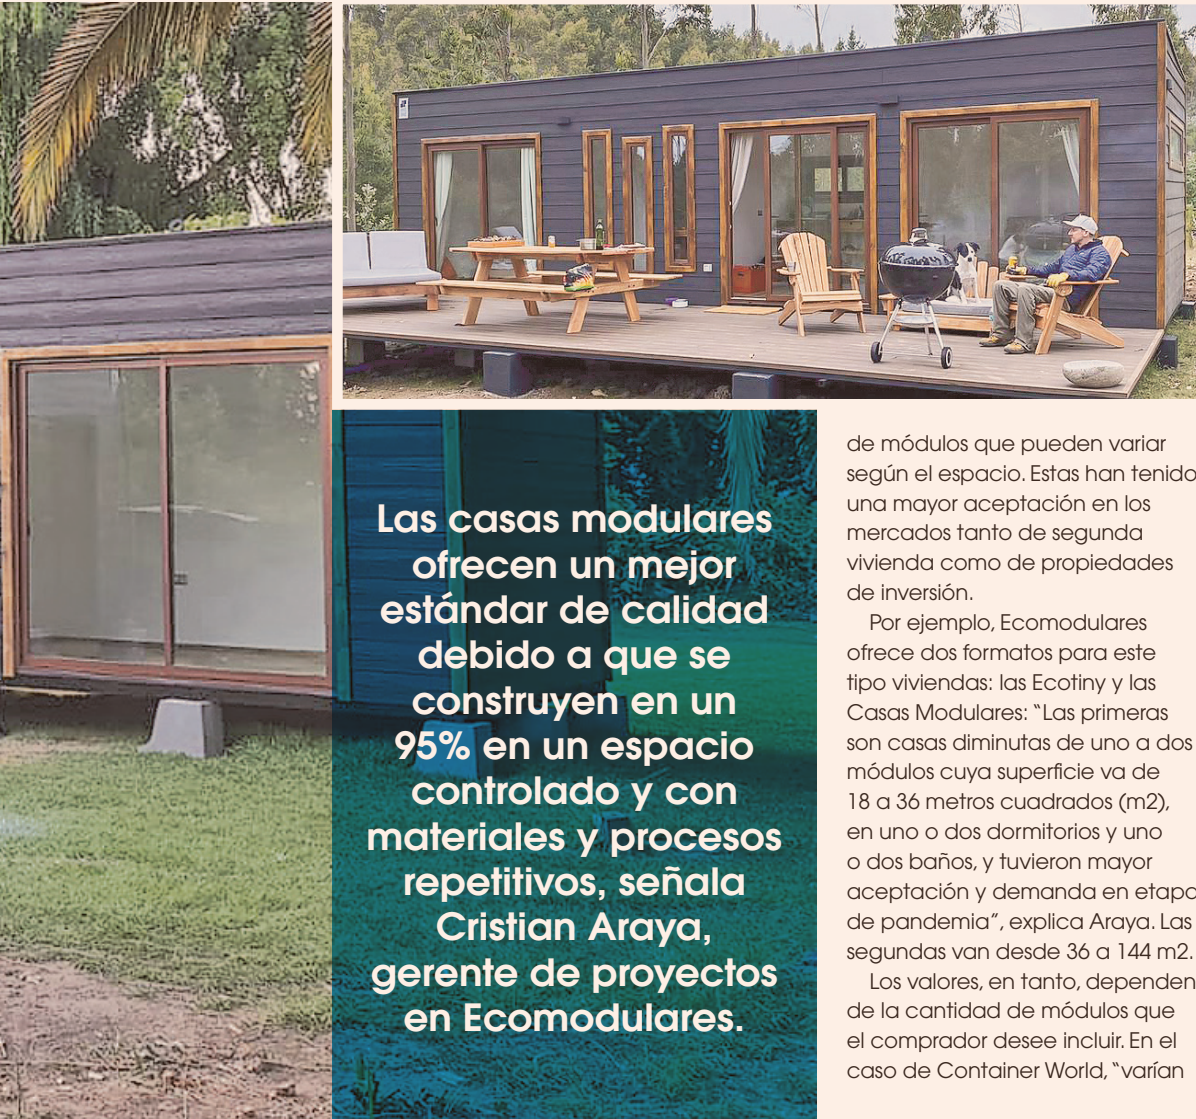 Las casas modulares
ofrecen un mejor
estándar de calidad
debido a que se
construyen en un
95% en un espacio
controlado y con
materiales y procesos
repetitivos, señala
Cristian Araya,
gerente de proyectos
en Ecomodulares.
de módulos que pueden variar
según el espacio. Estas han tenido
una mayor aceptación en los
mercados tanto de segunda
vivienda como de propiedades
de inversión.
Por ejemplo, Ecomodulares
ofrece dos formatos para este
tipo viviendas: las Ecotiny y las
Casas Modulares: “Las primeras
son casas diminutas de uno a dos
módulos cuya superficie va de
18 a 36 metros cuadrados (m2),
en uno o dos dormitorios y uno
o dos baños, y tuvieron mayor
aceptación y demanda en etapa
de pandemia”, explica Araya. Las
segundas van desde 36 a 144 m2.
Los valores, en tanto, dependen
de la cantidad de módulos que
el comprador desee incluir. En el
caso de Container World, “varían